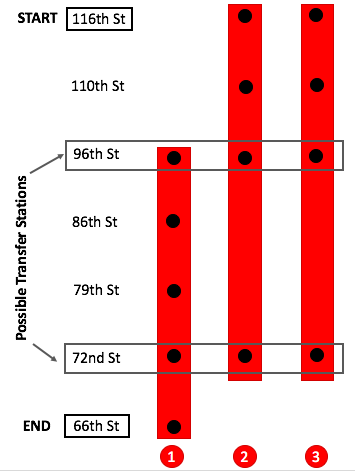 START 116th St
110th St
96th St
86th St
79th St
72nd St
END 66th St
Possible Transfer Stations
1 2 3